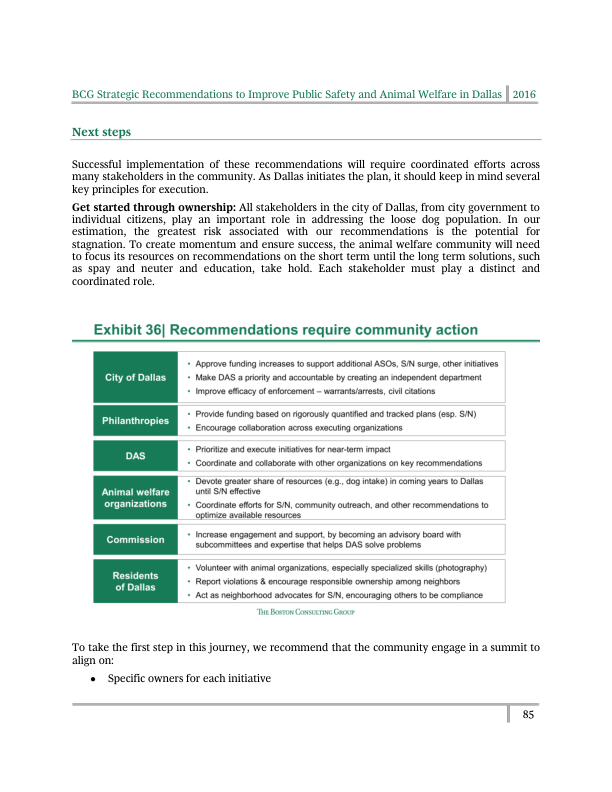 BCG Strategic Recommendations to Improve Public Safety and Animal Welfare in Dallas 2016
Next steps
Successful implementation of these recommendations will require coordinated efforts across
many stakeholders in the community. As Dallas initiates the plan, it should keep in mind several
key principles for execution.
Get started through ownership: All stakeholders in the city of Dallas, from city government to
individual citizens, play an important role in addressing the loose dog population. In our
estimation, the greatest risk associated with our recommendations is the potential for
stagnation. To create momentum and ensure success, the animal welfare community will need
to focus its resources on recommendations on the short term until the long term solutions, such
as spay and neuter and education, take hold. Each stakeholder must play a distinct and
coordinated role.
Exhibit 36| Recommendations require community action
City of Dallas
• Approve funding increases to support additional ASOs, S/N surge, other initiatives
• Make DAS a priority and accountable by creating an independent department
• Improve efficacy of enforcement – warrants/arrests, civil citations
Philanthropies
• Provide funding based on rigorously quantified and tracked plans (esp. S/N)
• Encourage collaboration across executing organizations
DAS
• Prioritize and execute initiatives for near-term impact
• Coordinate and collaborate with other organizations on key recommendations
Animal welfare
organizations
• Devote greater share of resources (e.g., dog intake) in coming years to Dallas
until S/N effective
• Coordinate efforts for S/N, community outreach, and other recommendations to
optimize available resources
Commission
• Increase engagement and support, by becoming an advisory board with
subcommittees and expertise that helps DAS solve problems
Residents
of Dallas
• Volunteer with animal organizations, especially specialized skills (photography)
• Report violations & encourage responsible ownership among neighbors
• Act as neighborhood advocates for S/N, encouraging others to be compliance
THE BOSTON CONSULTING GROUP
To take the first step in this journey, we recommend that the community engage in a summit to
align on:
● Specific owners for each initiative
85